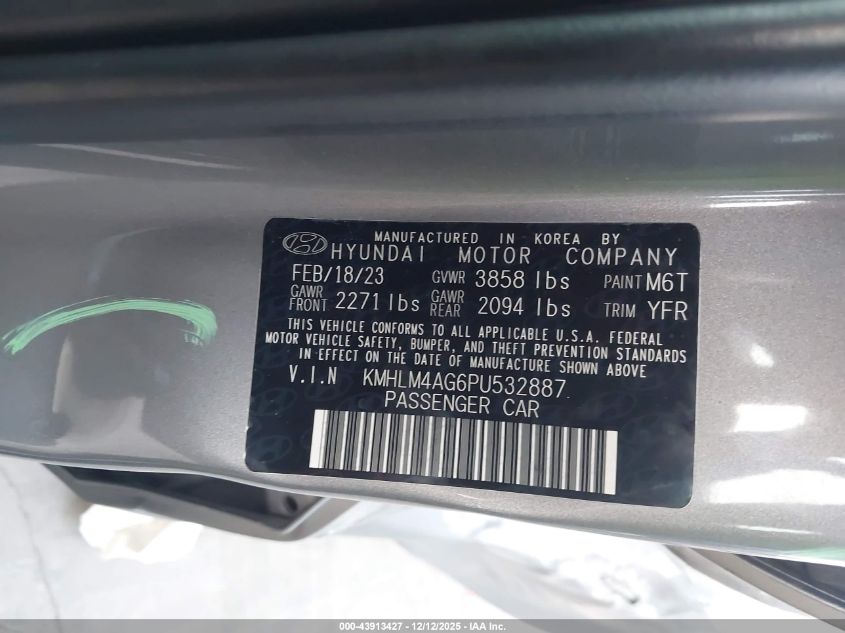 MANUFACTURED IN KOREA BY
HYUNDAI MOTOR COMPANY
FEB/18/23 GVWR 3858 lbs PAINT M6T
GAWR FRONT 2271 lbs GAWR REAR 2094 lbs TRIM YFR
THIS VEHICLE CONFORMS TO ALL APPLICABLE U.S.A. FEDERAL
MOTOR VEHICLE SAFETY, BUMPER, AND THEFT PREVENTION STANDARDS
IN EFFECT ON THE DATE OF MANUFACTURE SHOWN ABOVE
V.I.N KMHLM4AG6PU532887
PASSENGER CAR
000-43913427 - 12/12/2025 - IAA Inc.